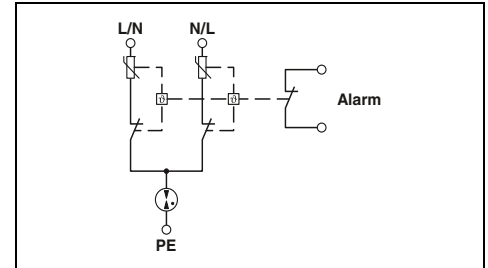 L/N N/L
ϑ ϑ
Alarm
PE